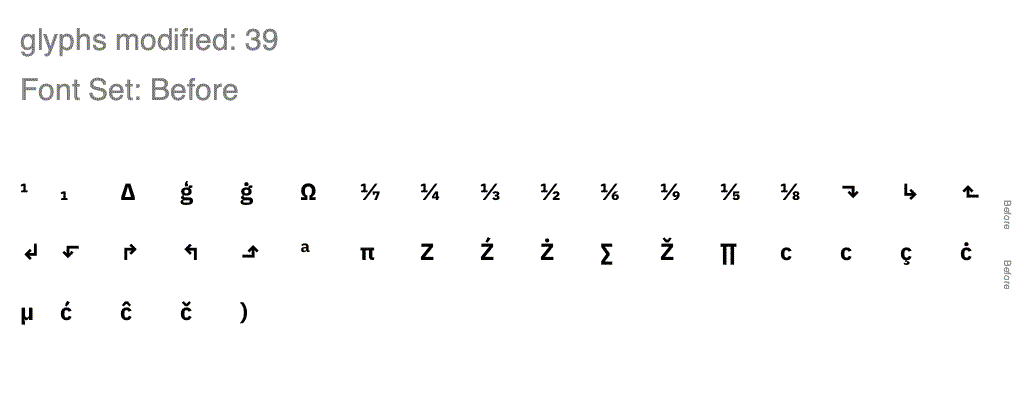 glyphs modified: 39
Font Set: Before
¹ ₁ Δ ģ ġ Ω ⅐ ¼ ⅓ ½ ⅙ ⅑ ⅕ ⅛ ⮧ ↳ ⮢
Before
↲ ⮦ ↱ ↰ ⮥ ª π Z Ź Ż ∑ Ž ∏ c c ç ċ
Before
µ ć ĉ č )